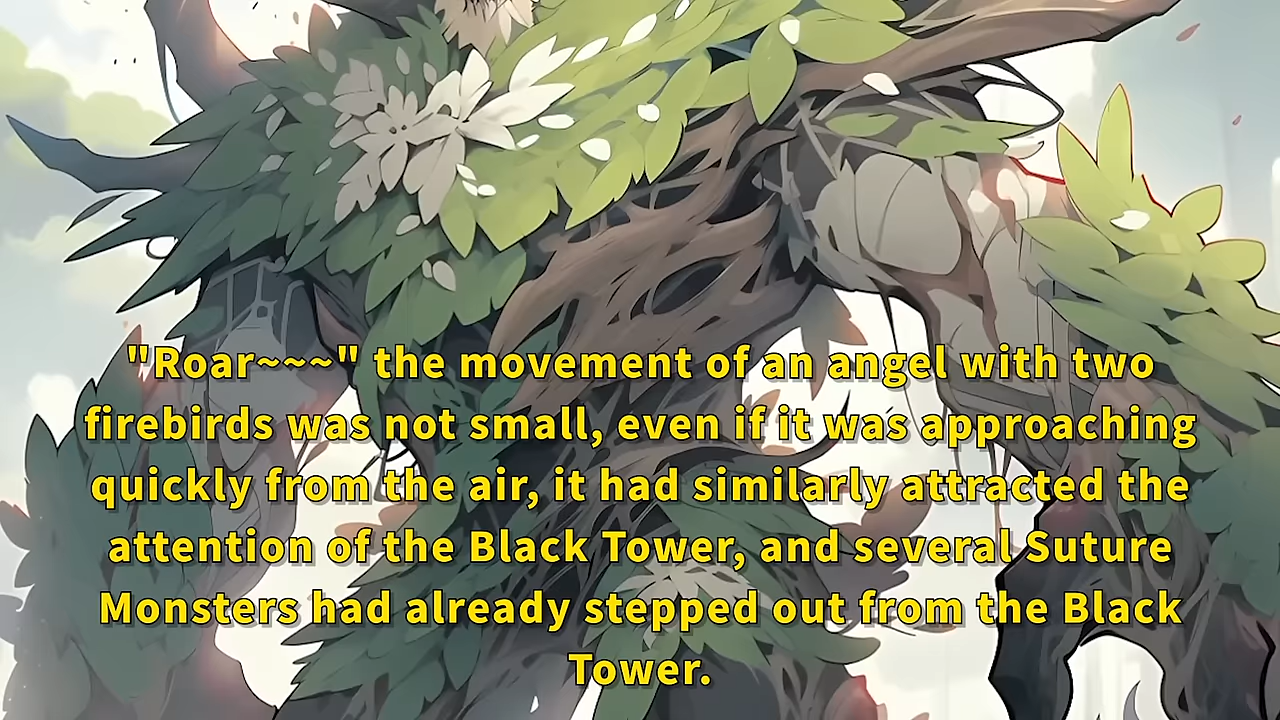 "Roar~~~" the movement of an angel with two
firebirds was not small, even if it was approaching
quickly from the air, it had similarly attracted the
attention of the Black Tower, and several Suture
Monsters had already stepped out from the Black
Tower.